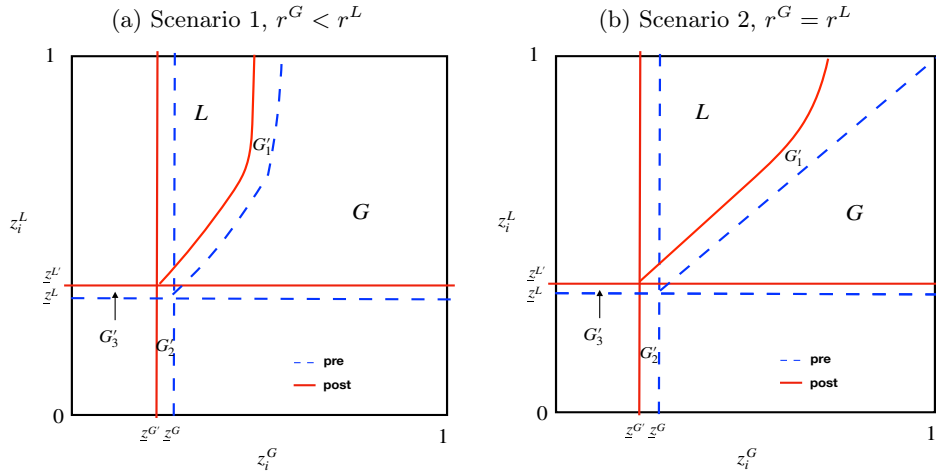 (a) Scenario 1, r^G < r^L
1
L
G'_1
z_i^L
G
z̲^{L'}
z̲^L
G'_3
G'_2
pre
post
0
z̲^{G'} z̲^G
1
z_i^G
(b) Scenario 2, r^G = r^L
1
L
G'_1
z_i^L
G
z̲^{L'}
z̲^L
G'_3
G'_2
pre
post
0
z̲^{G'} z̲^G
1
z_i^G